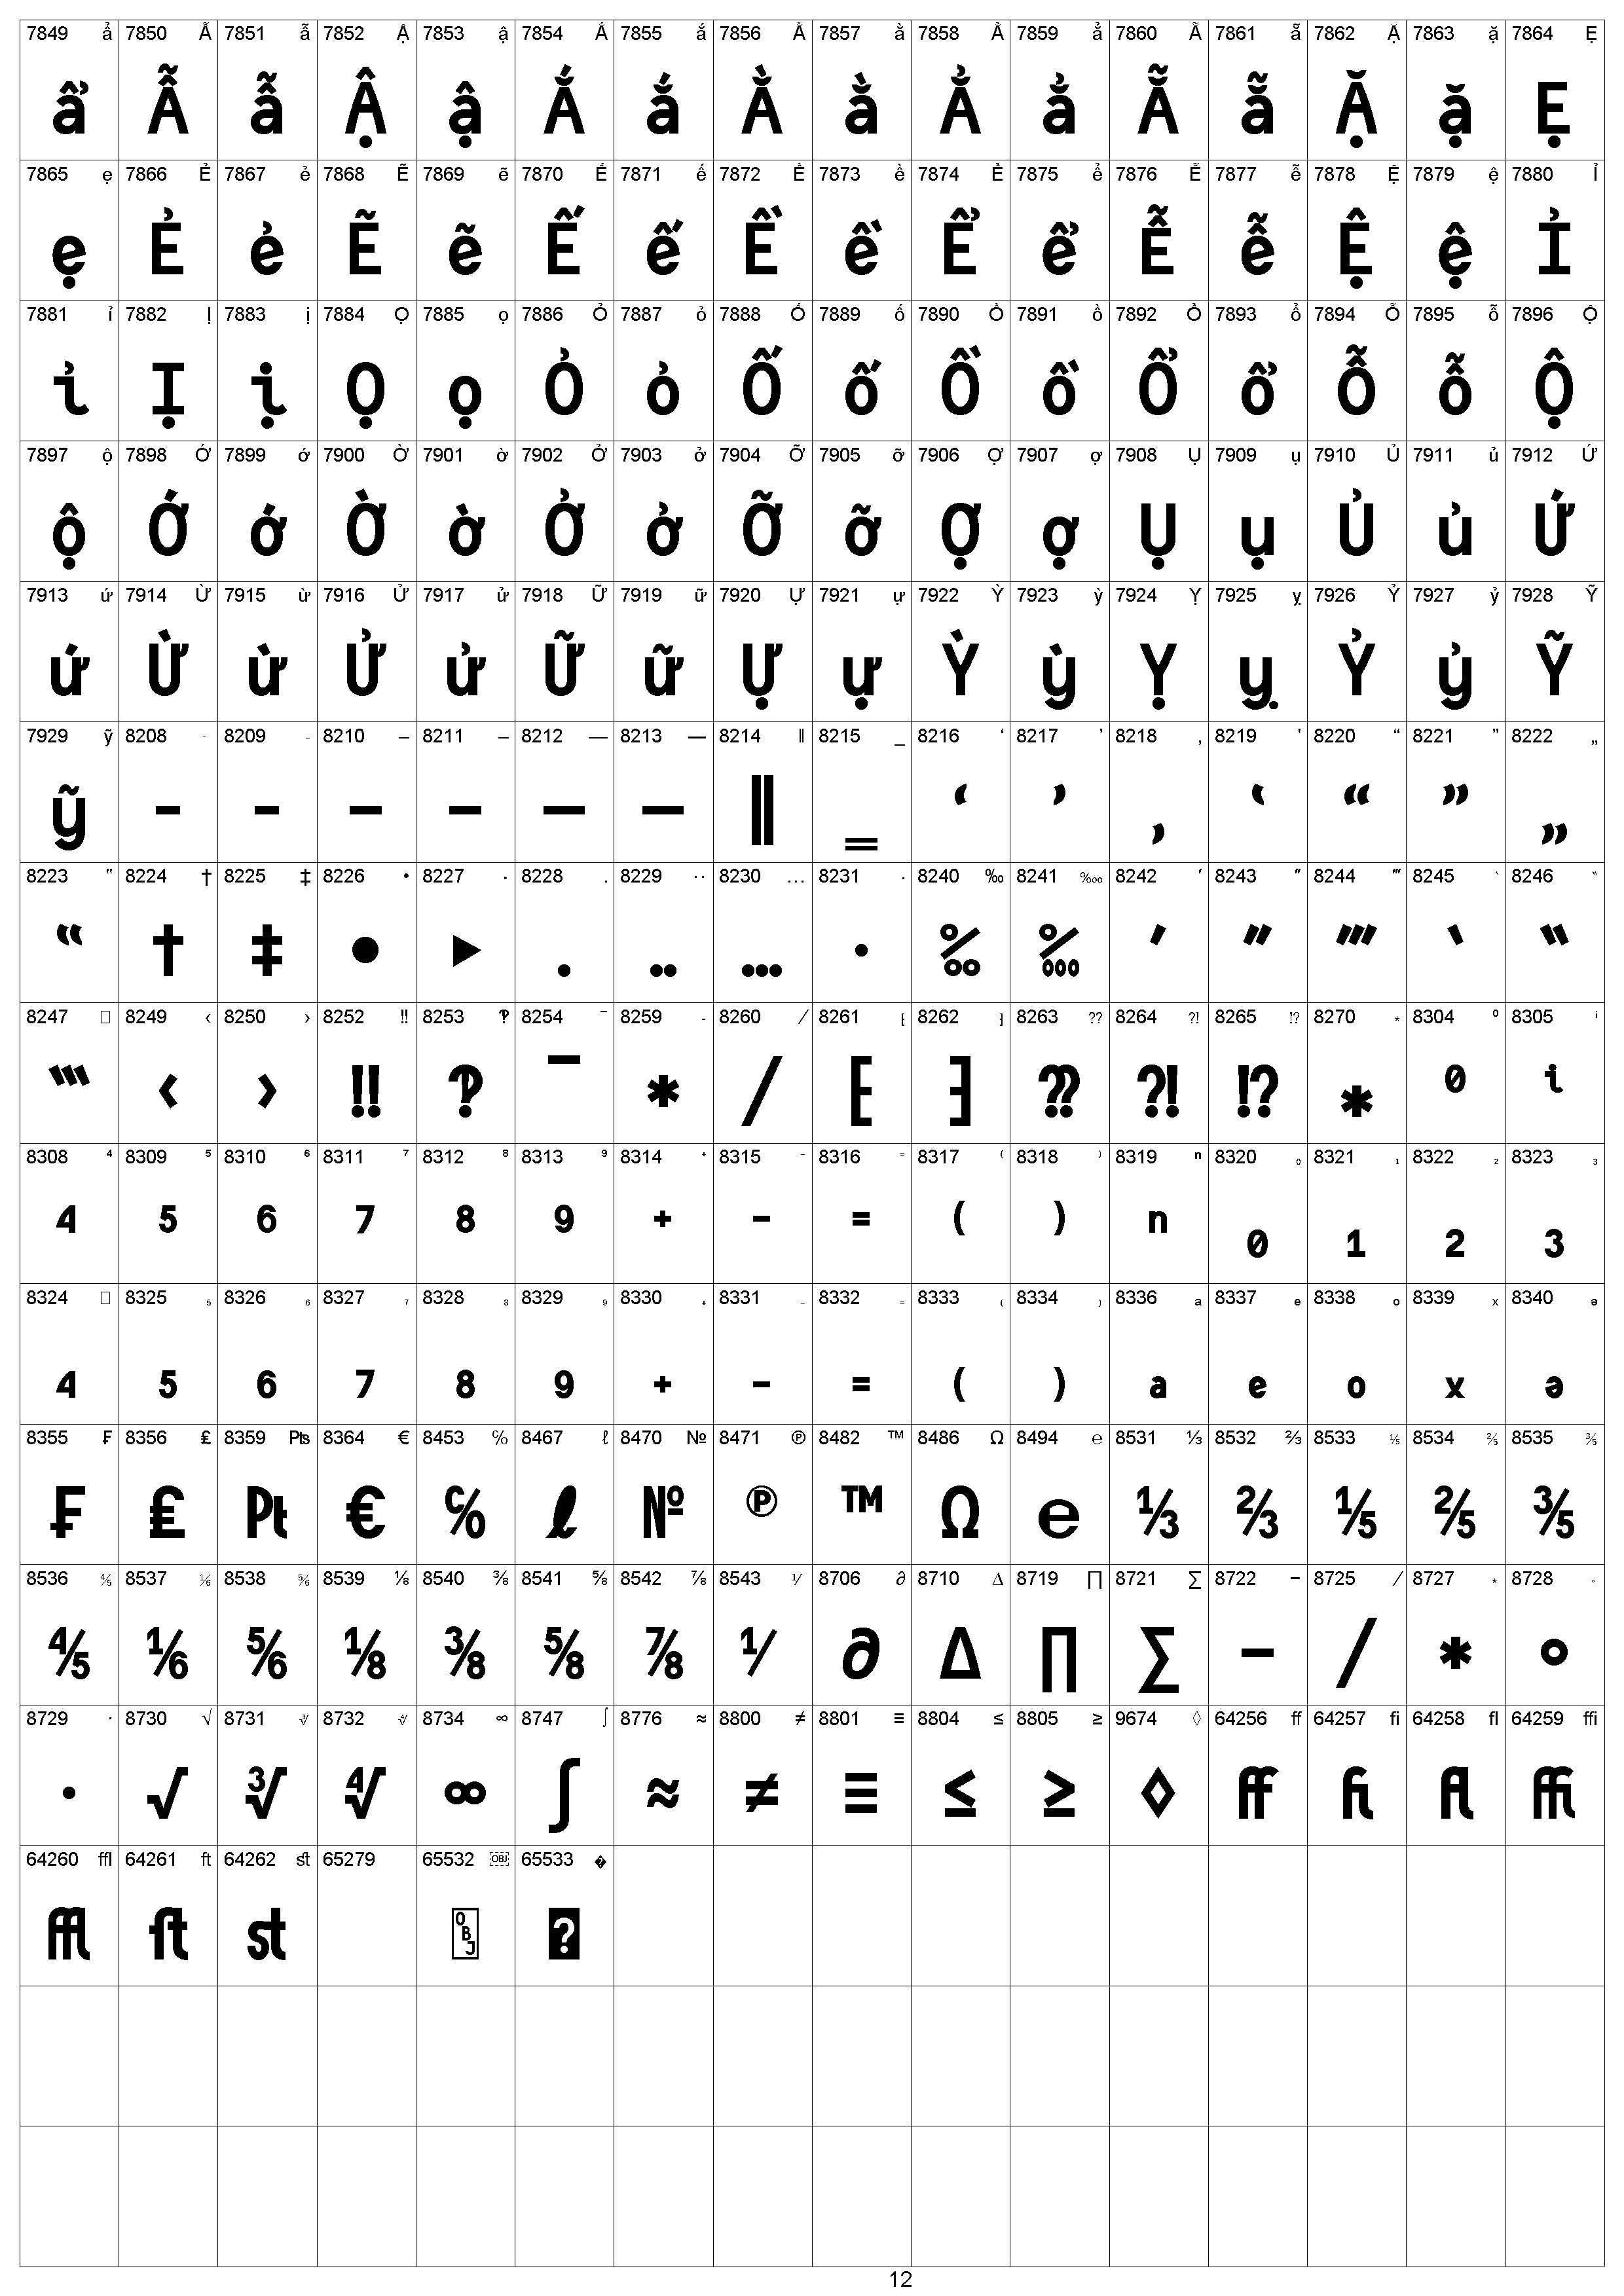 7849 ẩ 7850 Ẫ 7851 ẫ 7852 Ậ 7853 ậ 7854 Ắ 7855 ắ 7856 Ằ 7857 ằ 7858 Ẳ 7859 ẳ 7860 Ẵ 7861 ẵ 7862 Ặ 7863 ặ 7864 Ẹ
ẩ Ẫ ẫ Ậ ậ Ắ ắ Ằ ằ Ẳ ẳ Ẵ ẵ Ặ ặ Ẹ
7865 ẹ 7866 Ẻ 7867 ẻ 7868 Ẽ 7869 ẽ 7870 Ế 7871 ế 7872 Ề 7873 ề 7874 Ể 7875 ể 7876 Ễ 7877 ễ 7878 Ệ 7879 ệ 7880 Ỉ
ẹ Ẻ ẻ Ẽ ẽ Ế ế Ề ề Ể ể Ễ ễ Ệ ệ Ỉ
7881 ỉ 7882 Ị 7883 ị 7884 Ọ 7885 ọ 7886 Ỏ 7887 ỏ 7888 Ố 7889 ố 7890 Ồ 7891 ồ 7892 Ổ 7893 ổ 7894 Ỗ 7895 ỗ 7896 Ộ
ỉ Ị ị Ọ ọ Ỏ ỏ Ố ố Ồ ồ Ổ ổ Ỗ ỗ Ộ
7897 ộ 7898 Ớ 7899 ớ 7900 Ờ 7901 ờ 7902 Ở 7903 ở 7904 Ỡ 7905 ỡ 7906 Ợ 7907 ợ 7908 Ụ 7909 ụ 7910 Ủ 7911 ủ 7912 Ứ
ộ Ớ ớ Ờ ờ Ở ở Ỡ ỡ Ợ ợ Ụ ụ Ủ ủ Ứ
7913 ứ 7914 Ừ 7915 ừ 7916 Ử 7917 ử 7918 Ữ 7919 ữ 7920 Ự 7921 ự 7922 Ỳ 7923 ỳ 7924 Ỵ 7925 ỵ 7926 Ỷ 7927 ỷ 7928 Ỹ
ứ Ừ ừ Ử ử Ữ ữ Ự ự Ỳ ỳ Ỵ ỵ Ỷ ỷ Ỹ
7929 ỹ 8208 ‐ 8209 ‑ 8210 ‒ 8211 – 8212 — 8213 ― 8214 ‖ 8215 ‗ 8216 ‘ 8217 ’ 8218 ‚ 8219 ‛ 8220 “ 8221 ” 8222 „
ỹ ‐ ‑ ‒ – — ― ‖ ‗ ‘ ’ ‚ ‛ “ ” „
8223 ‟ 8224 † 8225 ‡ 8226 • 8227 ‣ 8228 ․ 8229 ‥ 8230 … 8231 ‧ 8240 ‰ 8241 ‱ 8242 ′ 8243 ″ 8244 ‴ 8245 ‵ 8246 ‶
‟ † ‡ • ‣ ․ ‥ … ‧ ‰ ‱ ′ ″ ‴ ‵ ‶
8247 □ 8249 ‹ 8250 › 8252 ‼ 8253 ‽ 8254 ‾ 8259 ⁃ 8260 ⁄ 8261 ⁅ 8262 ⁆ 8263 ⁇ 8264 ⁈ 8265 ⁉ 8270 ⁎ 8304 ⁰ 8305 ⁱ
‷ ‹ › ‼ ‽ ‾ * ⁄ ⁅ ⁆ ⁇ ⁈ ⁉ ⁎ ⁰ ⁱ
8308 ⁴ 8309 ⁵ 8310 ⁶ 8311 ⁷ 8312 ⁸ 8313 ⁹ 8314 ⁺ 8315 ⁻ 8316 ⁼ 8317 ⁽ 8318 ⁾ 8319 ⁿ 8320 ₀ 8321 ₁ 8322 ₂ 8323 ₃
⁴ ⁵ ⁶ ⁷ ⁸ ⁹ ⁺ ⁻ ⁼ ⁽ ⁾ ⁿ ₀ ₁ ₂ ₃
8324 □ 8325 ₅ 8326 ₆ 8327 ₇ 8328 ₈ 8329 ₉ 8330 ₊ 8331 ₋ 8332 ₌ 8333 ₍ 8334 ₎ 8336 ₐ 8337 ₑ 8338 ₒ 8339 ₓ 8340 ₔ
₄ ₅ ₆ ₇ ₈ ₉ ₊ ₋ ₌ ₍ ₎ ₐ ₑ ₒ ₓ ₔ
8355 ₣ 8356 ₤ 8359 ₧ 8364 € 8453 ℅ 8467 ℓ 8470 № 8471 ℗ 8482 ™ 8486 Ω 8494 ℮ 8531 ⅓ 8532 ⅔ 8533 ⅕ 8534 ⅖ 8535 ⅗
₣ ₤ ₧ € ℅ ℓ № ℗ ™ Ω ℮ ⅓ ⅔ ⅕ ⅖ ⅗
8536 ⅘ 8537 ⅙ 8538 ⅚ 8539 ⅛ 8540 ⅜ 8541 ⅝ 8542 ⅞ 8543 ⅟ 8706 ∂ 8710 ∆ 8719 ∏ 8721 ∑ 8722 − 8725 ∕ 8727 ∗ 8728 ∘
⅘ ⅙ ⅚ ⅛ ⅜ ⅝ ⅞ ⅟ ∂ ∆ ∏ ∑ − ∕ ∗ ∘
8729 ∙ 8730 √ 8731 ∛ 8732 ∜ 8734 ∞ 8747 ∫ 8776 ≈ 8800 ≠ 8801 ≡ 8804 ≤ 8805 ≥ 9674 ◊ 64256 ff 64257 fi 64258 fl 64259 ffi
∙ √ ∛ ∜ ∞ ∫ ≈ ≠ ≡ ≤ ≥ ◊ ff fi fl ffi
64260 ffl 64261 ſt 64262 st 65279 65532 ￼ 65533 �
ffl ſt st OBJ �
12